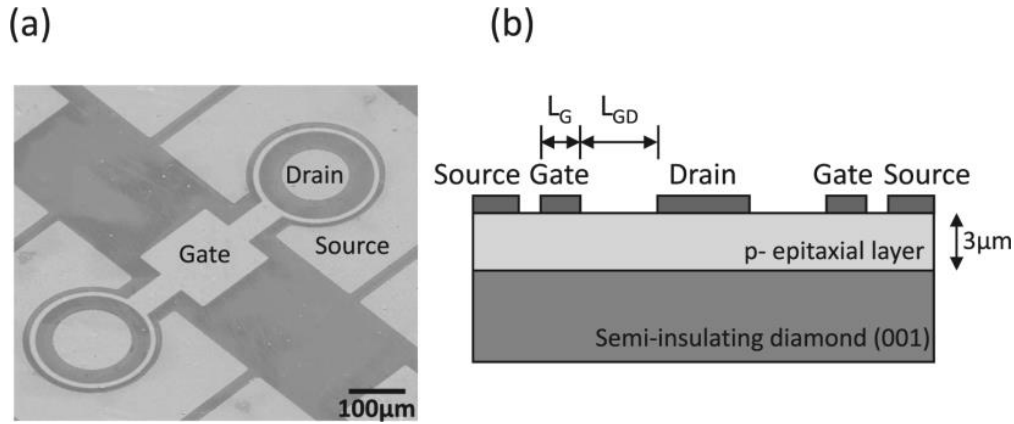 (a)
(b)
Drain
Gate
Source
100μm
L_G L_GD
Source Gate Drain Gate Source
p- epitaxial layer
3μm
Semi-insulating diamond (001)